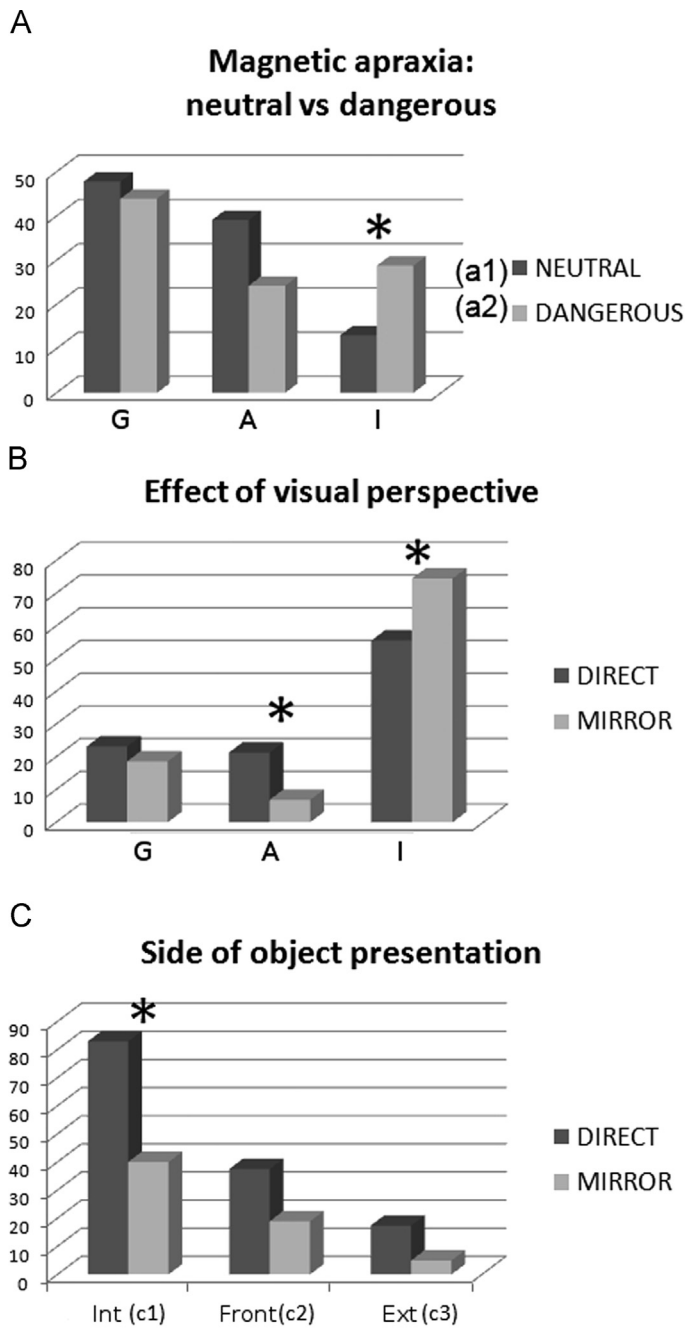 A
Magnetic apraxia:
neutral vs dangerous
50
40
30
20
10
0
*
(a1) NEUTRAL
(a2) DANGEROUS
G A I
B
Effect of visual perspective
80
70
60
50
40
30
20
10
0
*
*
DIRECT
MIRROR
G A I
C
Side of object presentation
90
80
70
60
50
40
30
20
10
0
*
DIRECT
MIRROR
Int (c1) Front(c2) Ext (c3)